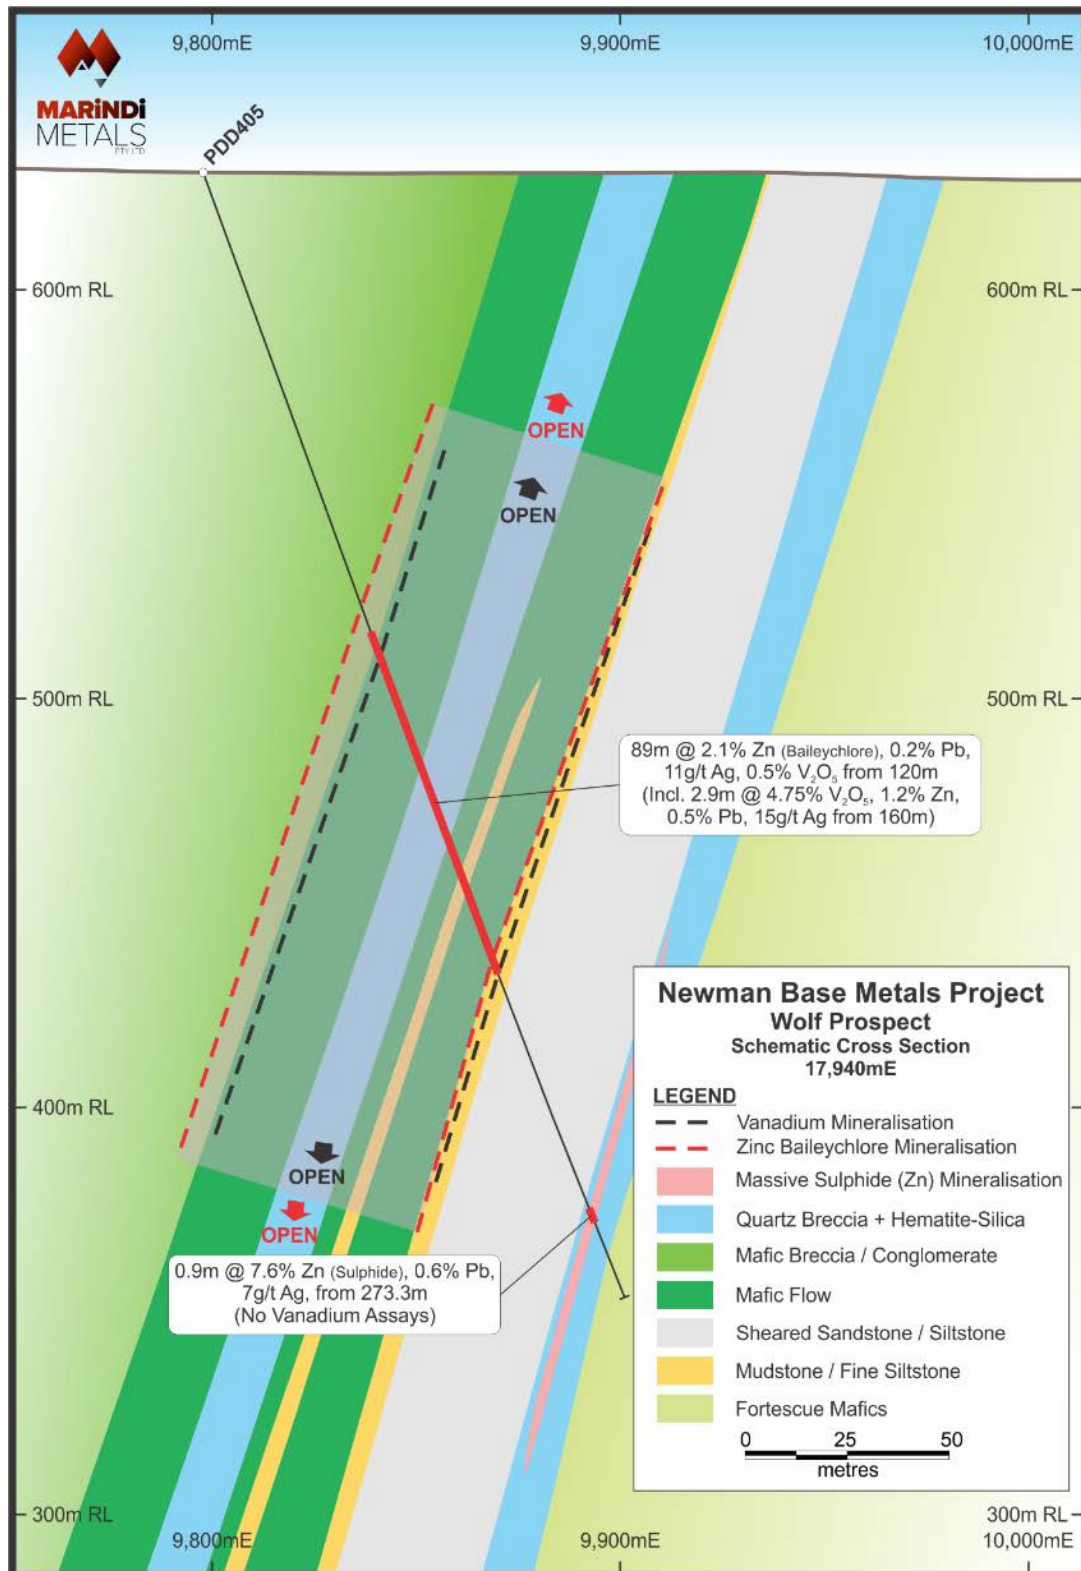 9,800mE
9,900mE
10,000mE
MARiNDi
METALS
PTY LTD
PDD405
600m RL
600m RL
OPEN
OPEN
500m RL
500m RL
89m @ 2.1% Zn (Baileychlore), 0.2% Pb,
11g/t Ag, 0.5% V₂O₅ from 120m
(Incl. 2.9m @ 4.75% V₂O₅, 1.2% Zn,
0.5% Pb, 15g/t Ag from 160m)
400m RL
OPEN
OPEN
0.9m @ 7.6% Zn (Sulphide), 0.6% Pb,
7g/t Ag, from 273.3m
(No Vanadium Assays)
Newman Base Metals Project
Wolf Prospect
Schematic Cross Section
17,940mE
LEGEND
Vanadium Mineralisation
Zinc Baileychlore Mineralisation
Massive Sulphide (Zn) Mineralisation
Quartz Breccia + Hematite-Silica
Mafic Breccia / Conglomerate
Mafic Flow
Sheared Sandstone / Siltstone
Mudstone / Fine Siltstone
Fortescue Mafics
0 25 50
metres
300m RL
300m RL
9,800mE
9,900mE
10,000mE